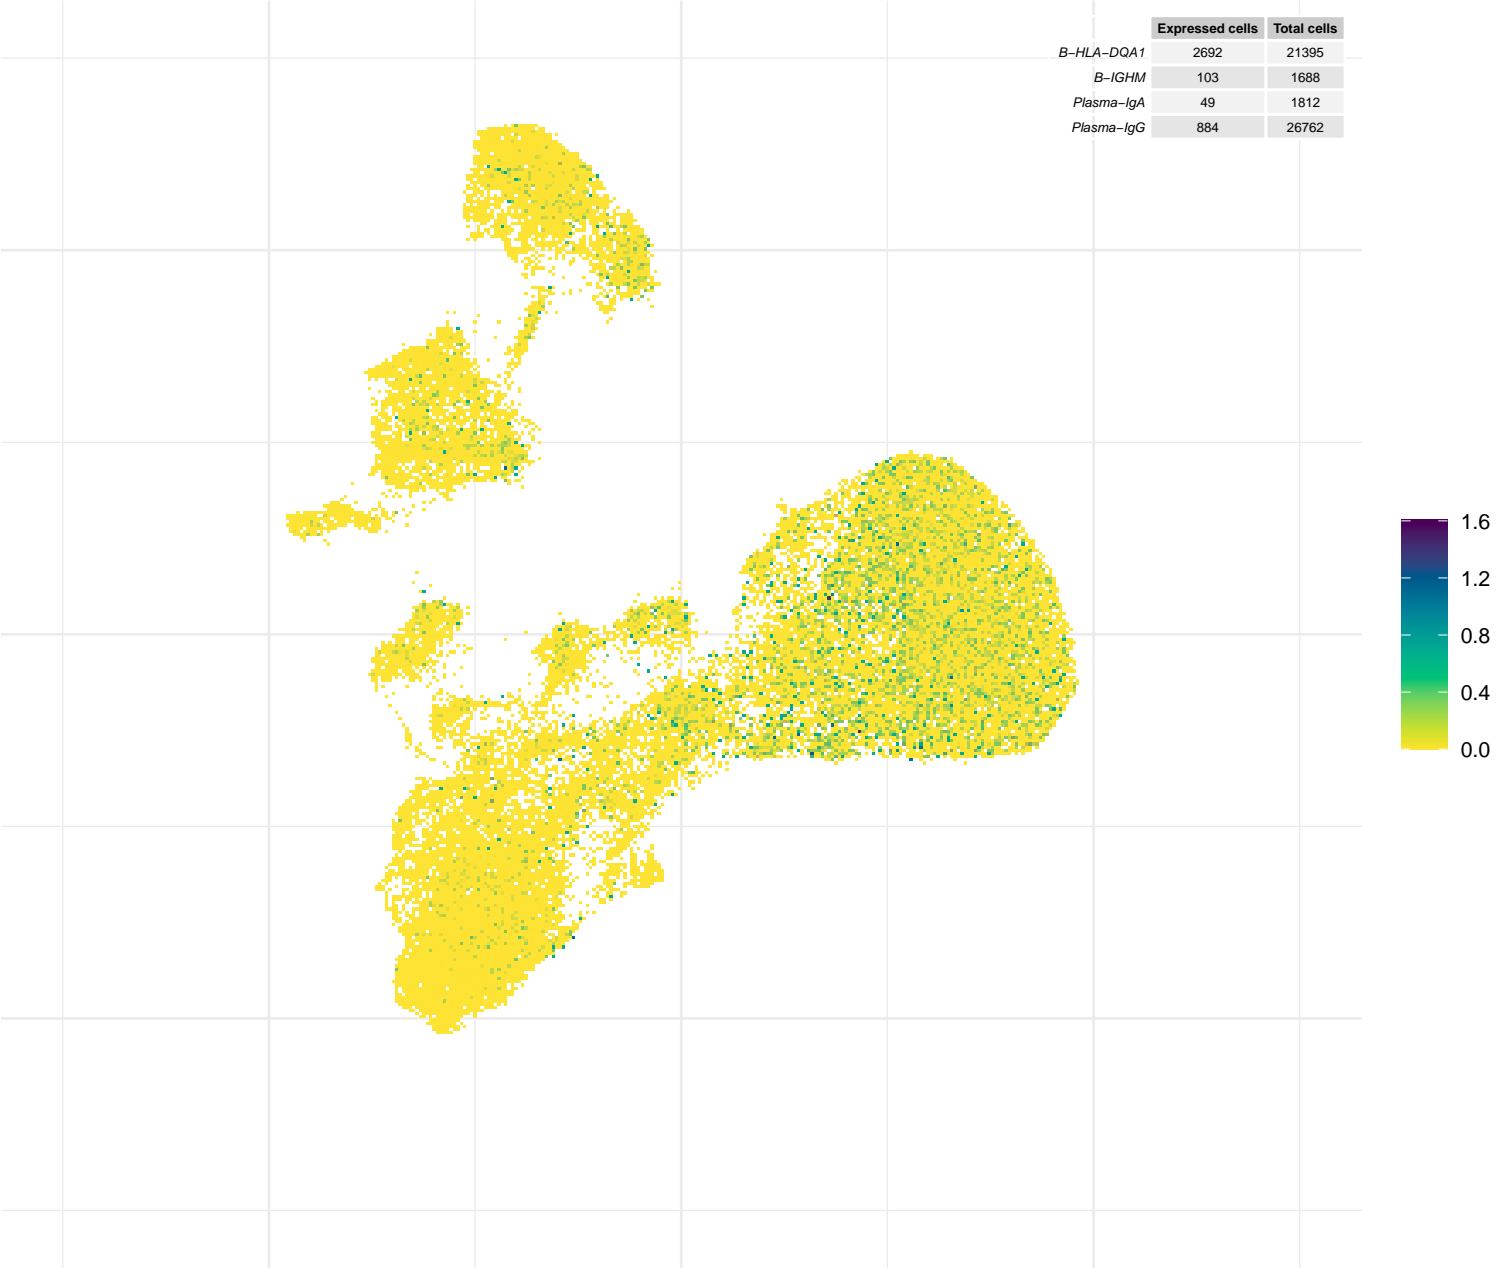 Expressed cells Total cells
B−HLA−DQA1 2692 21395
B−IGHM 103 1688
Plasma−IgA 49 1812
Plasma−IgG 884 26762
1.6
1.2
0.8
0.4
0.0